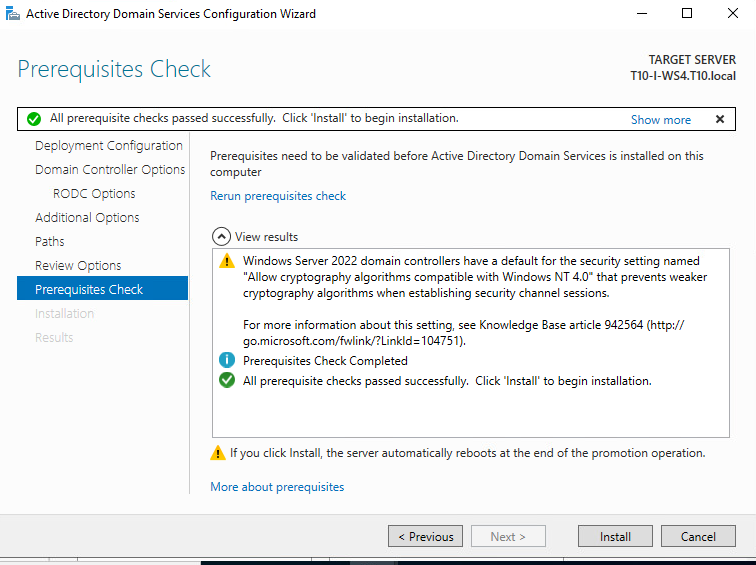 Active Directory Domain Services Configuration Wizard
Prerequisites Check
TARGET SERVER
T10-I-WS4.T10.local
All prerequisite checks passed successfully.  Click 'Install' to begin installation.
Show more
Deployment Configuration
Domain Controller Options
RODC Options
Additional Options
Paths
Review Options
Prerequisites Check
Installation
Results
Prerequisites need to be validated before Active Directory Domain Services is installed on this
computer
Rerun prerequisites check
View results
Windows Server 2022 domain controllers have a default for the security setting named
"Allow cryptography algorithms compatible with Windows NT 4.0" that prevents weaker
cryptography algorithms when establishing security channel sessions.
For more information about this setting, see Knowledge Base article 942564 (http://
go.microsoft.com/fwlink/?LinkId=104751).
Prerequisites Check Completed
All prerequisite checks passed successfully.  Click 'Install' to begin installation.
If you click Install, the server automatically reboots at the end of the promotion operation.
More about prerequisites
< Previous
Next >
Install
Cancel